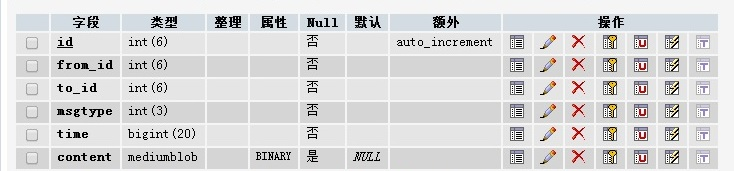 字段 类型 整理 属性 Null 默认 额外 操作
id int(6) 否 auto_increment
from_id int(6) 否
to_id int(6) 否
msgtype int(3) 否
time bigint(20) 否
content mediumblob BINARY 是 NULL